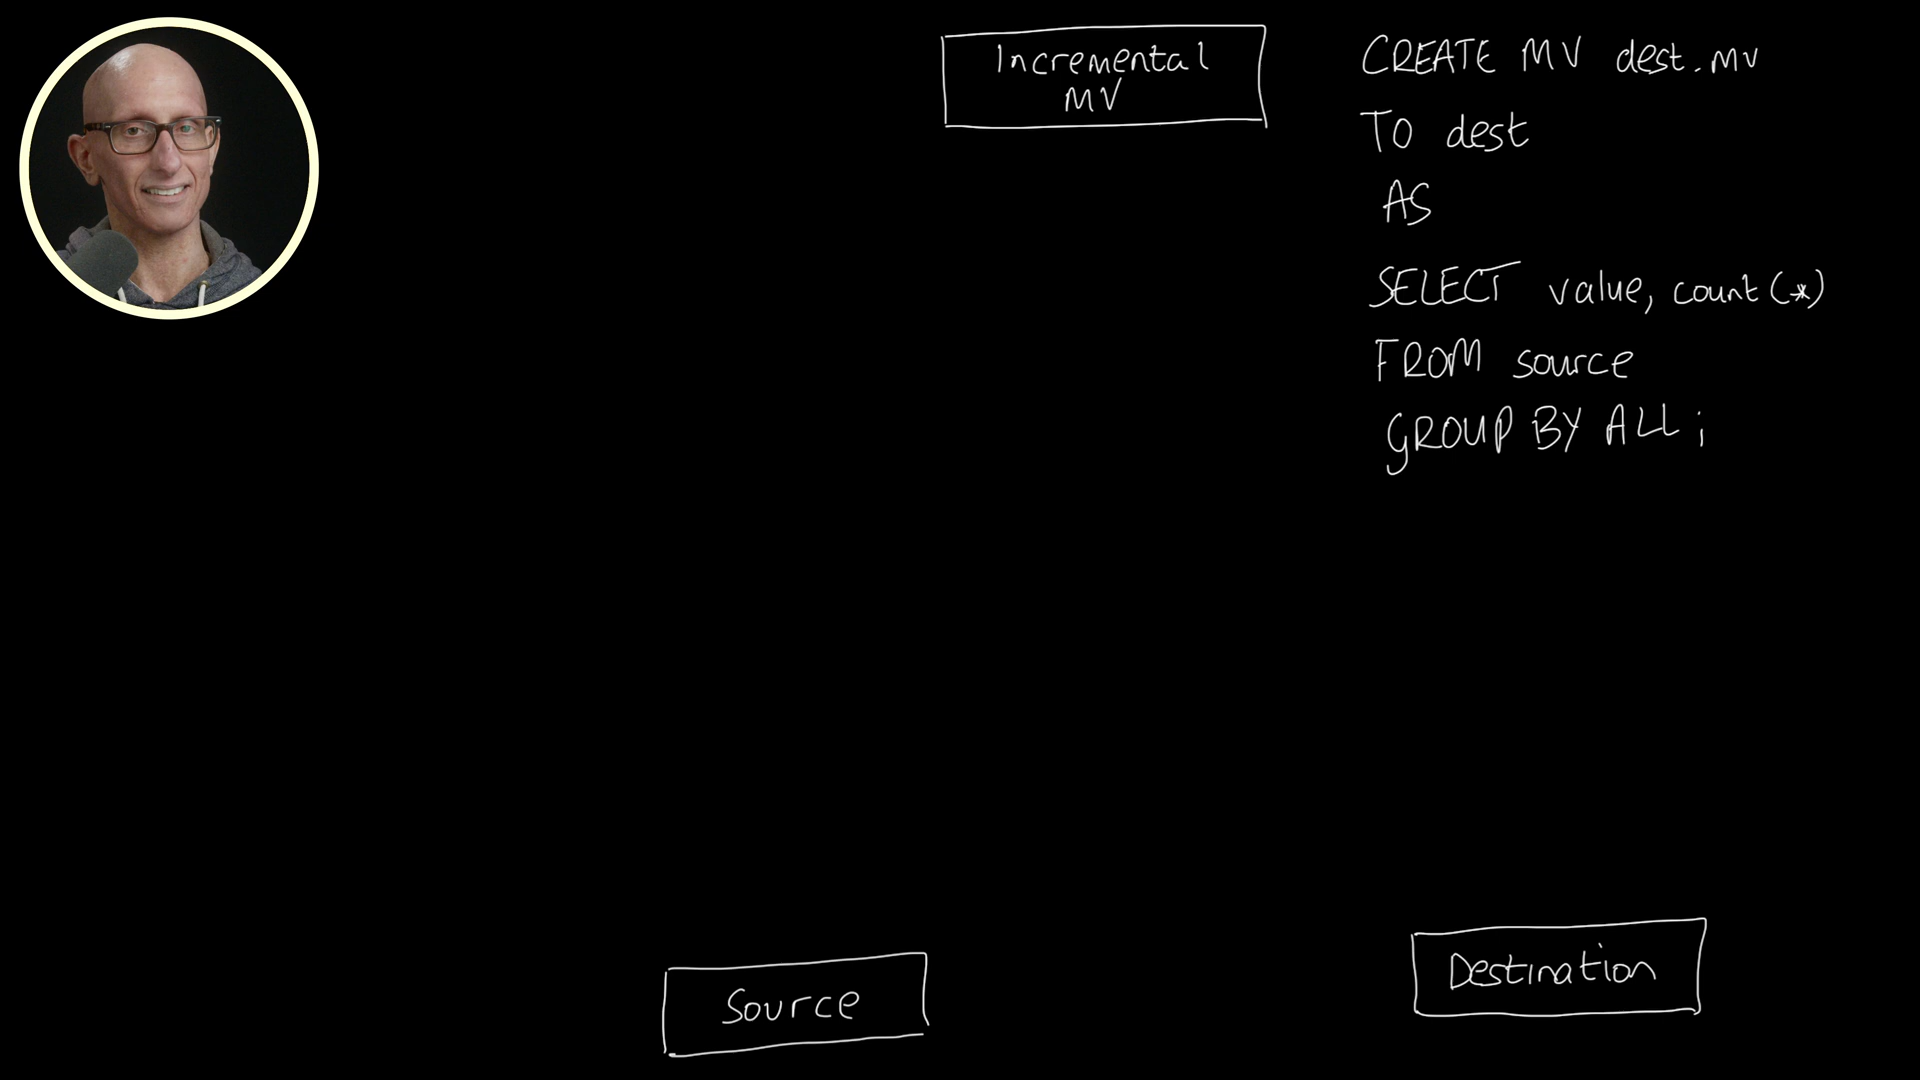 Incremental
MV
CREATE MV dest.mv
TO dest
AS
SELECT value, count(*)
FROM source
GROUP BY ALL;
Source
Destination